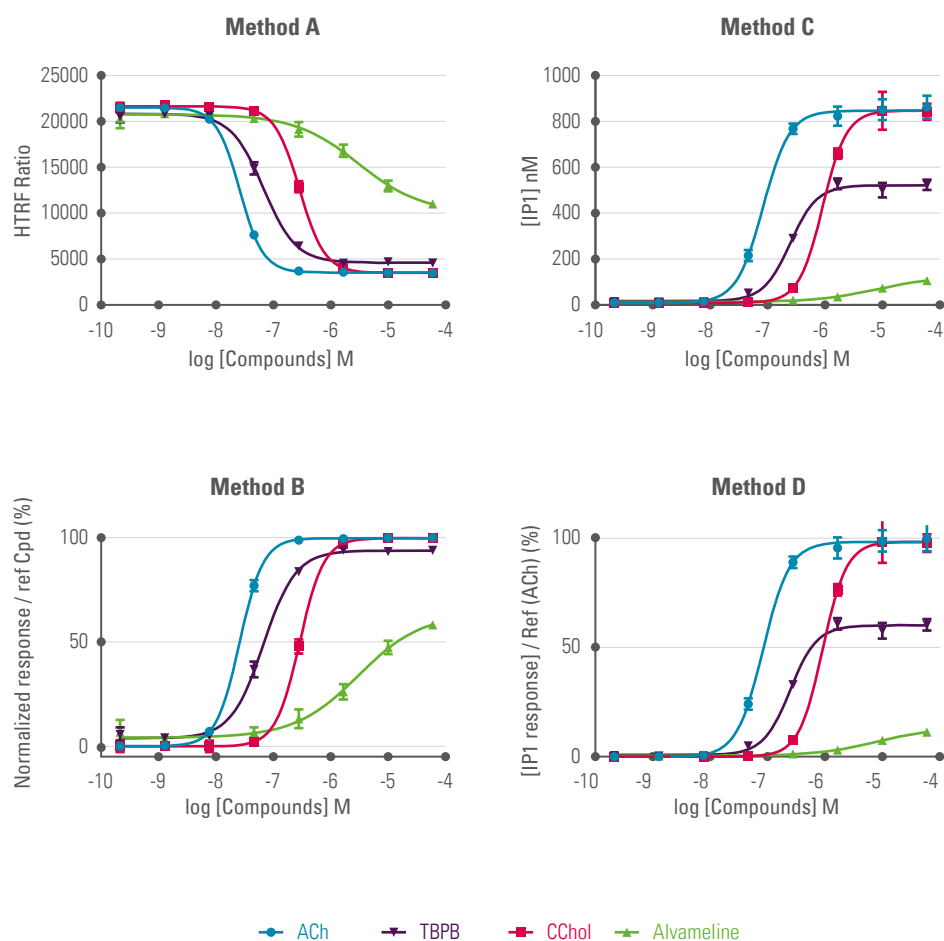 Method A
HTRF Ratio
25000
20000
15000
10000
5000
0
-10 -9 -8 -7 -6 -5 -4
log [Compounds] M
Method C
[IP1] nM
1000
800
600
400
200
0
-10 -9 -8 -7 -6 -5 -4
log [Compounds] M
Method B
Normalized response / ref Cpd (%)
100
50
0
-10 -9 -8 -7 -6 -5 -4
log [Compounds] M
Method D
[IP1 response] / Ref (ACh) (%)
100
50
0
-10 -9 -8 -7 -6 -5 -4
log [Compounds] M
ACh TBPB CChol Alvameline